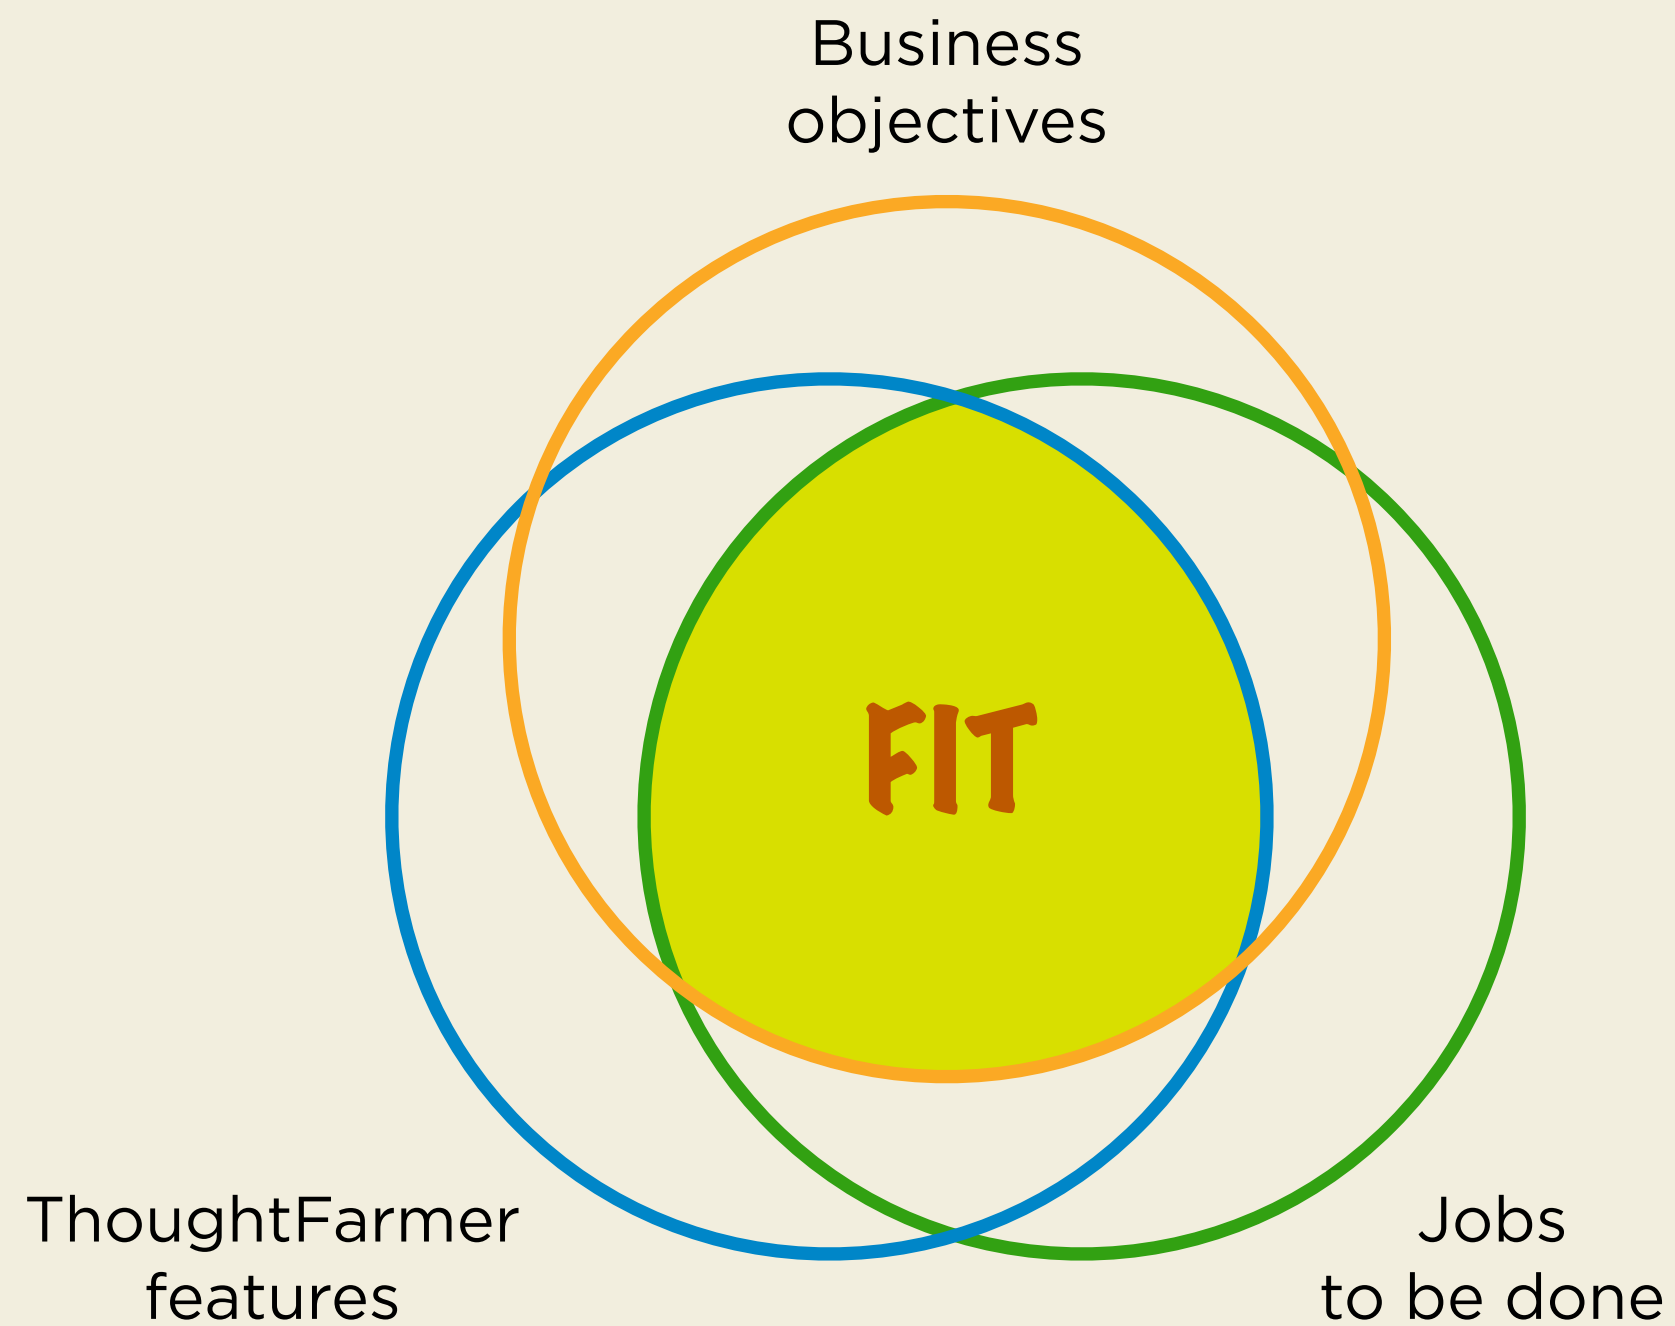 Business
objectives
FIT
ThoughtFarmer
features
Jobs
to be done